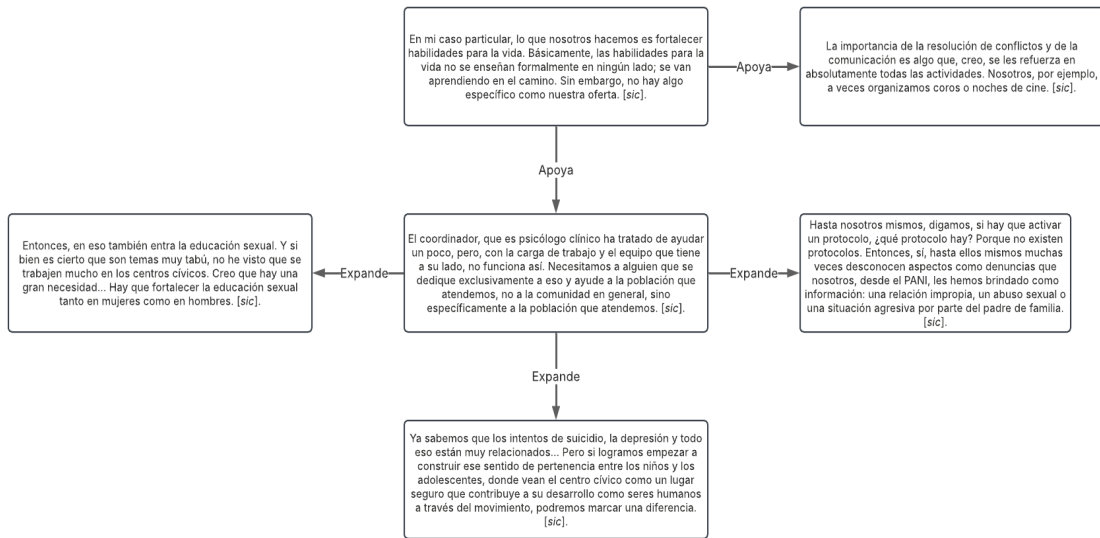 En mi caso particular, lo que nosotros hacemos es fortalecer
habilidades para la vida. Básicamente, las habilidades para la
vida no se enseñan formalmente en ningún lado; se van
aprendiendo en el camino. Sin embargo, no hay algo
específico como nuestra oferta. [sic].
Apoya
La importancia de la resolución de conflictos y de la
comunicación es algo que, creo, se les refuerza en
absolutamente todas las actividades. Nosotros, por ejemplo,
a veces organizamos coros o noches de cine. [sic].
Apoya
Entonces, en eso también entra la educación sexual. Y si
bien es cierto que son temas muy tabú, no he visto que se
trabajen mucho en los centros cívicos. Creo que hay una
gran necesidad... Hay que fortalecer la educación sexual
tanto en mujeres como en hombres. [sic].
Expande
El coordinador, que es psicólogo clínico ha tratado de ayudar
un poco, pero, con la carga de trabajo y el equipo que tiene
a su lado, no funciona así. Necesitamos a alguien que se
dedique exclusivamente a eso y ayude a la población que
atendemos, no a la comunidad en general, sino
específicamente a la población que atendemos. [sic].
Expande
Hasta nosotros mismos, digamos, si hay que activar
un protocolo, ¿qué protocolo hay? Porque no existen
protocolos. Entonces, sí, hasta ellos mismos muchas
veces desconocen aspectos como denuncias que
nosotros, desde el PANI, les hemos brindado como
información: una relación impropia, un abuso sexual o
una situación agresiva por parte del padre de familia.
[sic].
Expande
Ya sabemos que los intentos de suicidio, la depresión y todo
eso están muy relacionados... Pero si logramos empezar a
construir ese sentido de pertenencia entre los niños y los
adolescentes, donde vean el centro cívico como un lugar
seguro que contribuye a su desarrollo como seres humanos
a través del movimiento, podremos marcar una diferencia.
[sic].